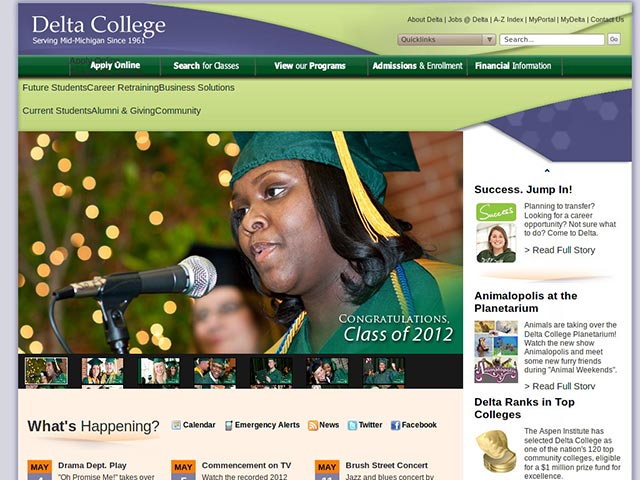 Delta College
Serving Mid-Michigan Since 1961
About Delta | Jobs @ Delta | A-Z Index | MyPortal | MyDelta | Contact Us
Quicklinks
Search...
Go
Apply Online
Search for Classes
View our Programs
Admissions & Enrollment
Financial Information
Future StudentsCareer RetrainingBusiness Solutions
Current StudentsAlumni & GivingCommunity
CONGRATULATIONS,
Class of 2012
Success. Jump In!
Success
Planning to transfer?
Looking for a career
opportunity? Not sure what
to do? Come to Delta.
> Read Full Story
Animalopolis at the
Planetarium
Animals are taking over the
Delta College Planetarium!
Watch the new show
Animalopolis and meet
some new furry friends
during "Animal Weekends".
> Read Full Story
Delta Ranks in Top
Colleges
The Aspen Institute has
selected Delta College as
one of the nation's 120 top
community colleges, eligible
for a $1 million prize fund for
excellence.
What's Happening?
Calendar
Emergency Alerts
News
Twitter
Facebook
MAY
Drama Dept. Play
"Oh Promise Me!" takes over
MAY
Commencement on TV
Watch the recorded 2012
MAY
Brush Street Concert
Jazz and blues concert by